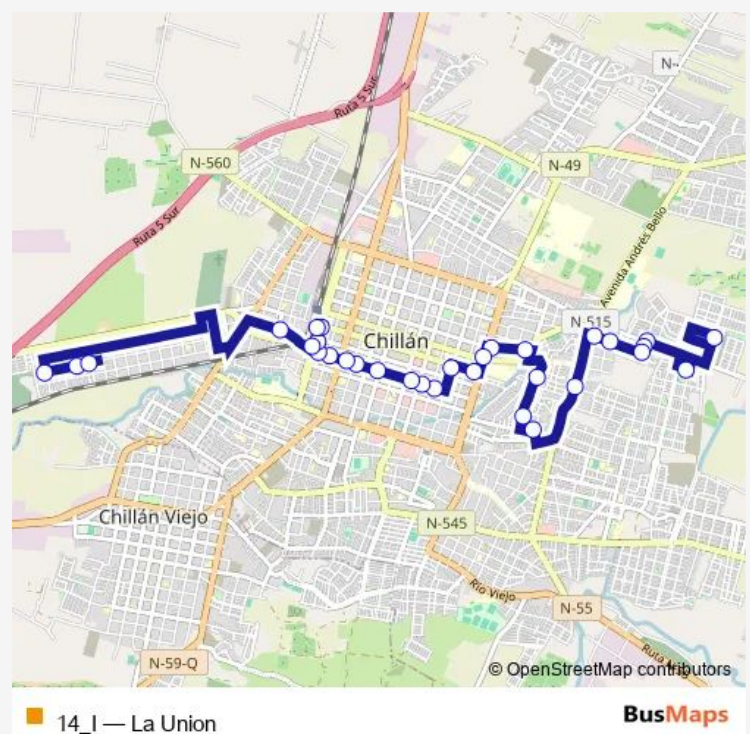 Ruta 5 Sur
N-
N-560
N-49
Ruta 5 Sur
Avenida Andrés Bello
N-515
Chillán
Chillán Viejo
N-545
Río Viejo
N-55
N-59-Q
© OpenStreetMap contributors
14_I — La Union
BusMaps